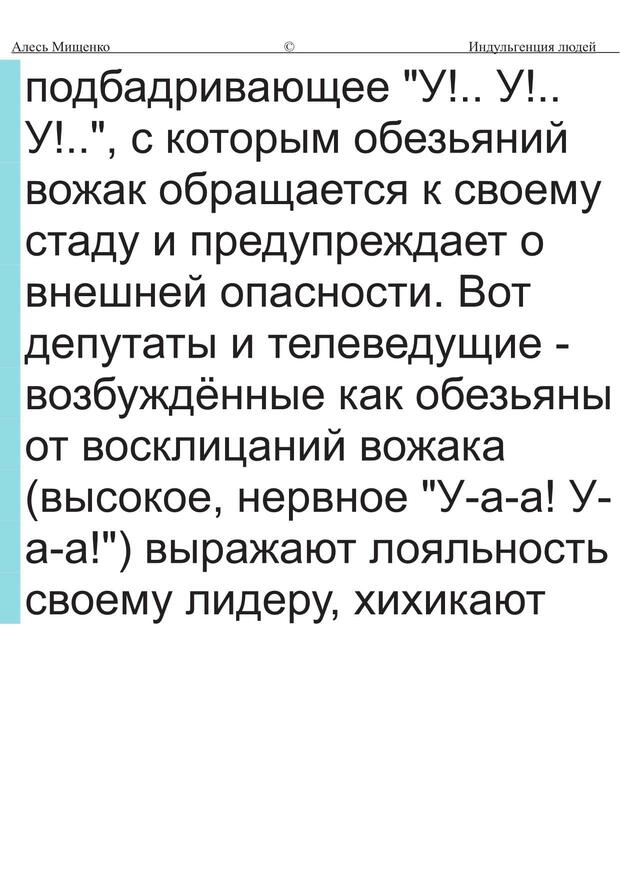 Алесь Мищенко © Индульгенция людей
подбадривающее "У!.. У!..
У!..", с которым обезьяний
вожак обращается к своему
стаду и предупреждает о
внешней опасности. Вот
депутаты и телеведущие -
возбуждённые как обезьяны
от восклицаний вожака
(высокое, нервное "У-а-а! У-
а-а!") выражают лояльность
своему лидеру, хихикают